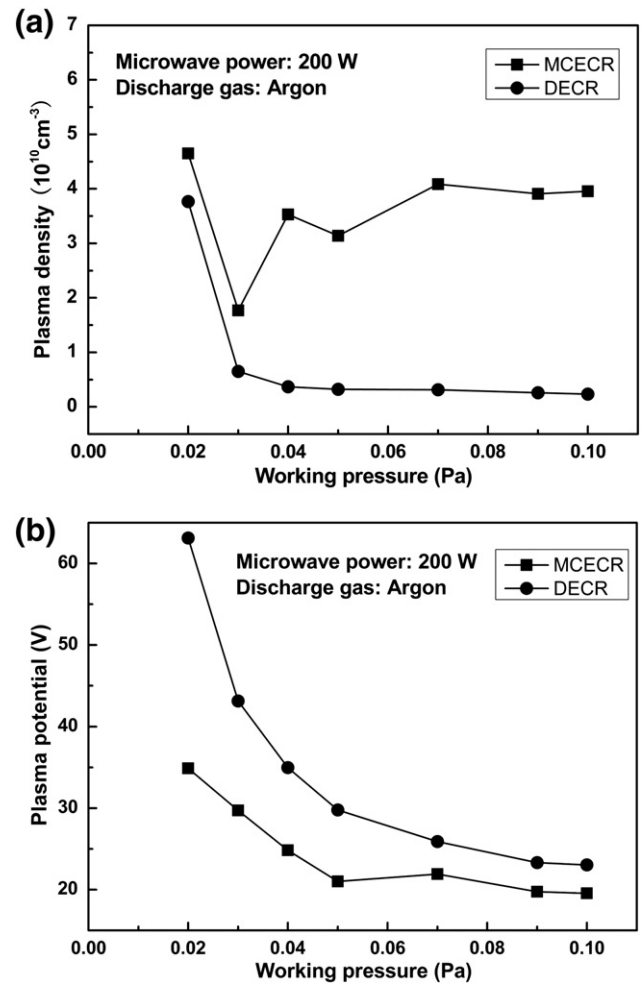 (a)
Microwave power: 200 W
Discharge gas: Argon
MCECR
DECR
Plasma density (10^10 cm^-3)
7
6
5
4
3
2
1
0
0.00 0.02 0.04 0.06 0.08 0.10
Working pressure (Pa)
(b)
Microwave power: 200 W
Discharge gas: Argon
MCECR
DECR
Plasma potential (V)
60
50
40
30
20
0.00 0.02 0.04 0.06 0.08 0.10
Working pressure (Pa)